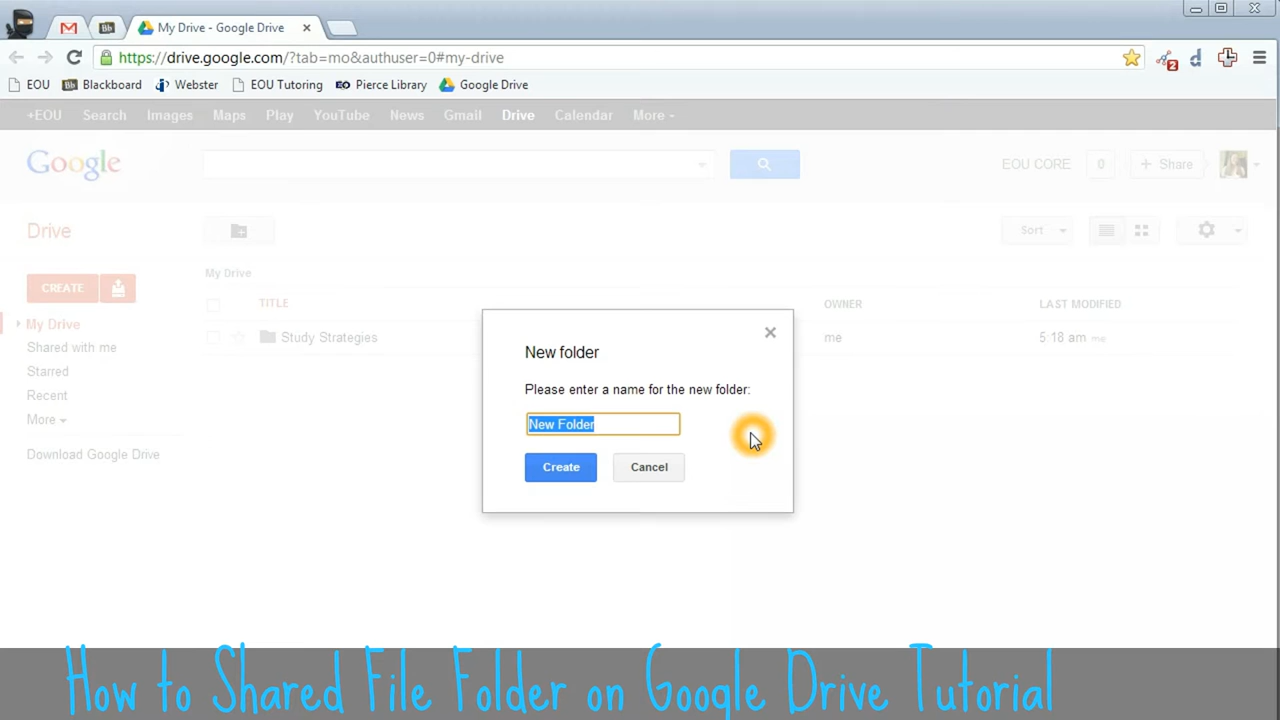 My Drive - Google Drive
https://drive.google.com/?tab=mo&authuser=0#my-drive
2
EOU Bb Blackboard Webster EOU Tutoring EO Pierce Library Google Drive
+EOU Search Images Maps Play YouTube News Gmail Drive Calendar More
Google EOU CORE 0 + Share
Drive Sort
My Drive
CREATE
TITLE OWNER LAST MODIFIED
My Drive
Study Strategies me 5:18 am me
Shared with me
Starred
Recent
More
Download Google Drive
New folder
Please enter a name for the new folder:
New Folder
Create Cancel
How to Shared File Folder on Google Drive Tutorial